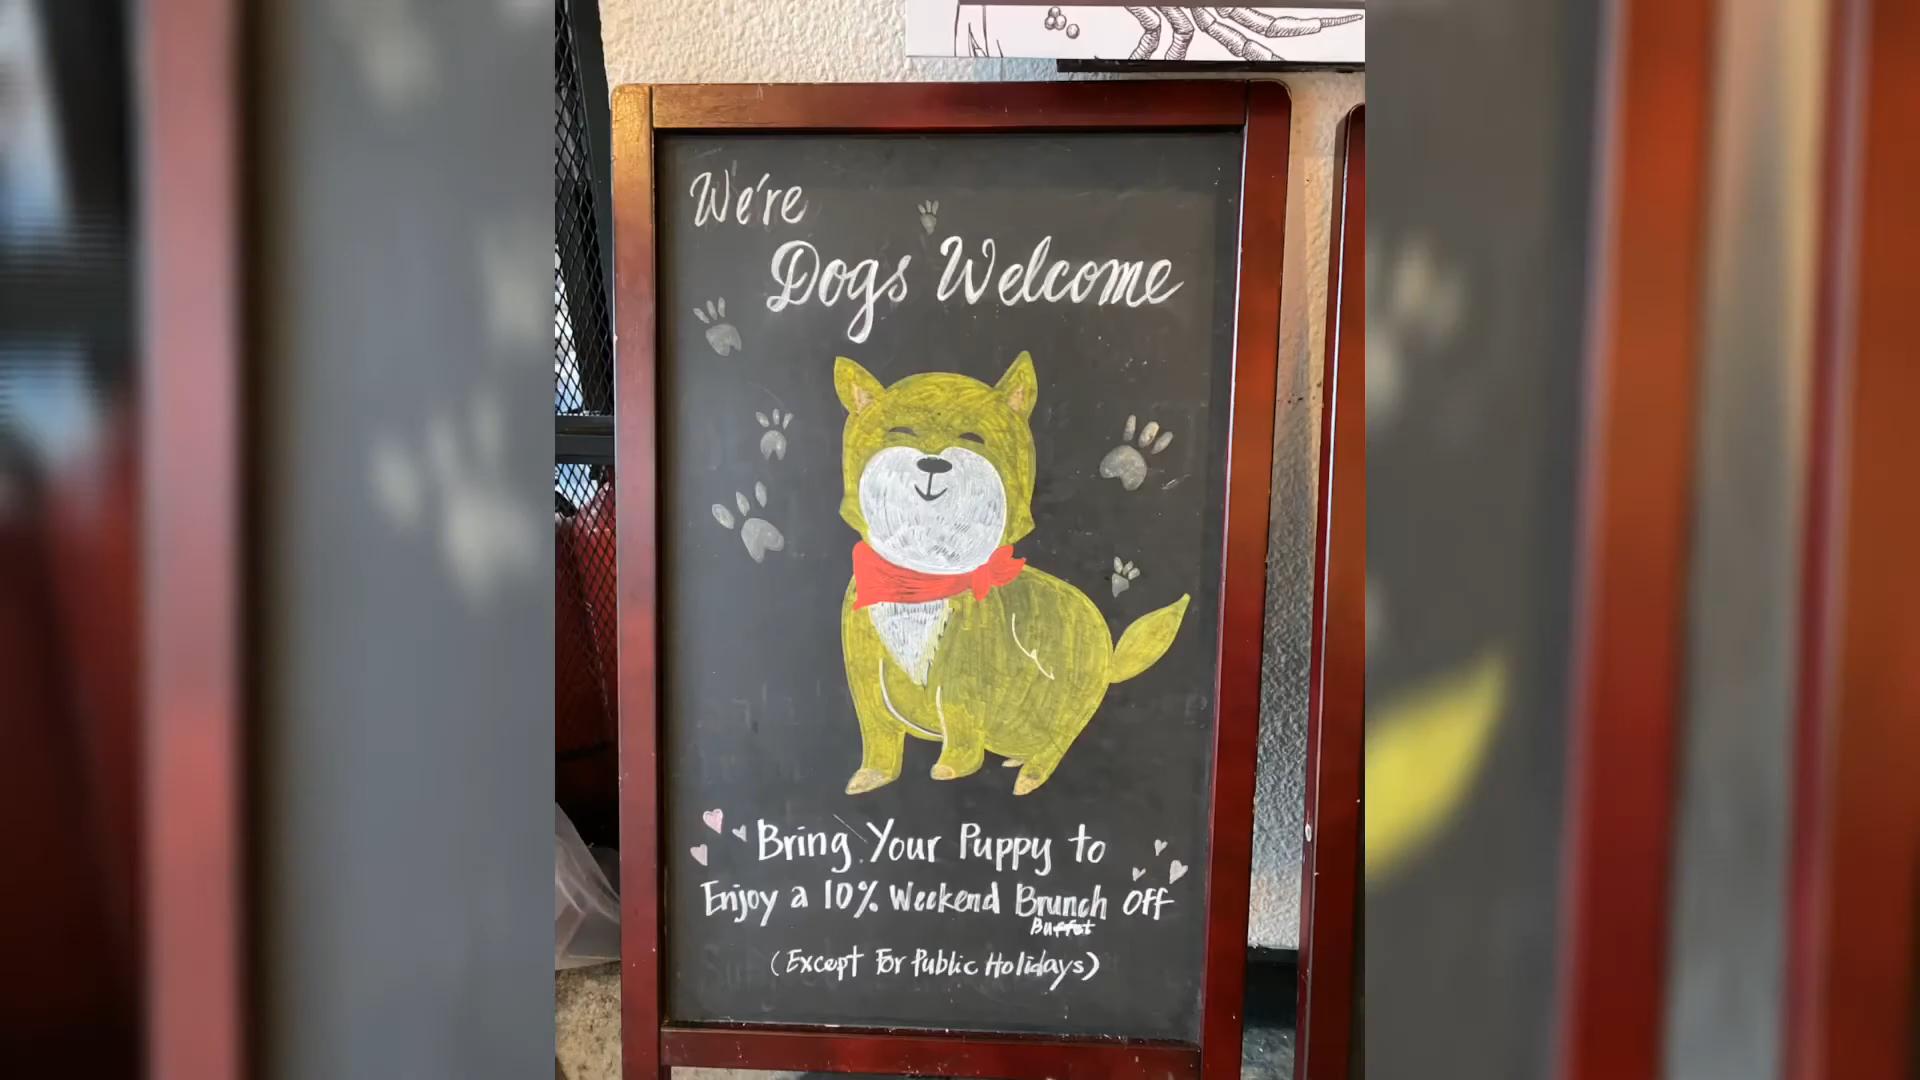 We're
Dogs Welcome
Bring Your Puppy to
Enjoy a 10% Weekend Brunch Off
Buffet
(Except For Public Holidays)